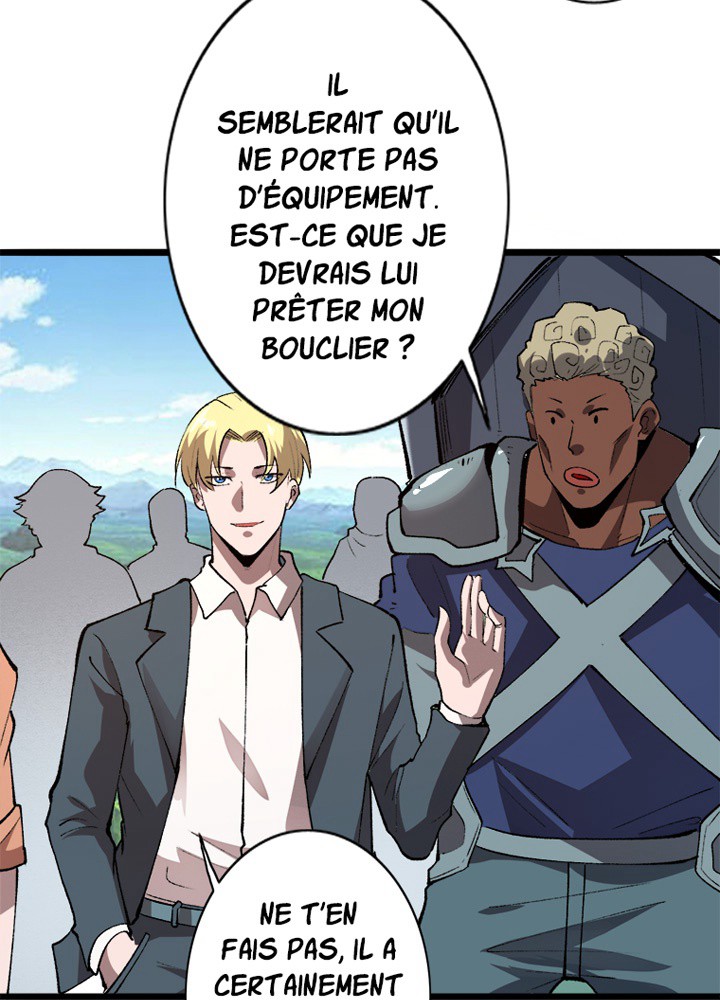 IL
SEMBLERAIT QU'IL
NE PORTE PAS
D'ÉQUIPEMENT.
EST-CE QUE JE
DEVRAIS LUI
PRÊTER MON
BOUCLIER ?
NE T'EN
FAIS PAS, IL A
CERTAINEMENT